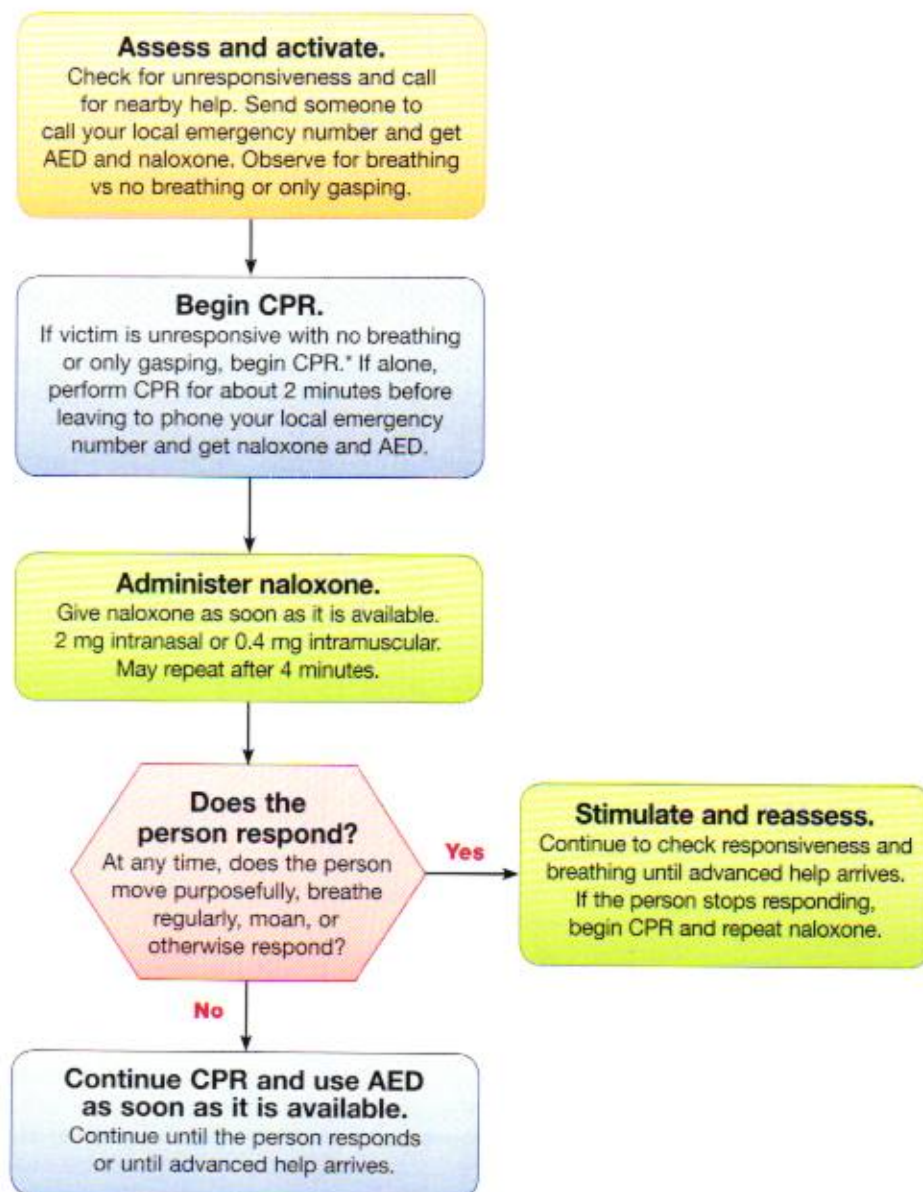 Assess and activate.
Check for unresponsiveness and call
for nearby help. Send someone to
call your local emergency number and get
AED and naloxone. Observe for breathing
vs no breathing or only gasping.
Begin CPR.
If victim is unresponsive with no breathing
or only gasping, begin CPR.* If alone,
perform CPR for about 2 minutes before
leaving to phone your local emergency
number and get naloxone and AED.
Administer naloxone.
Give naloxone as soon as it is available.
2 mg intranasal or 0.4 mg intramuscular.
May repeat after 4 minutes.
Does the
person respond?
At any time, does the person
move purposefully, breathe
regularly, moan, or
otherwise respond?
Yes
Stimulate and reassess.
Continue to check responsiveness and
breathing until advanced help arrives.
If the person stops responding,
begin CPR and repeat naloxone.
No
Continue CPR and use AED
as soon as it is available.
Continue until the person responds
or until advanced help arrives.